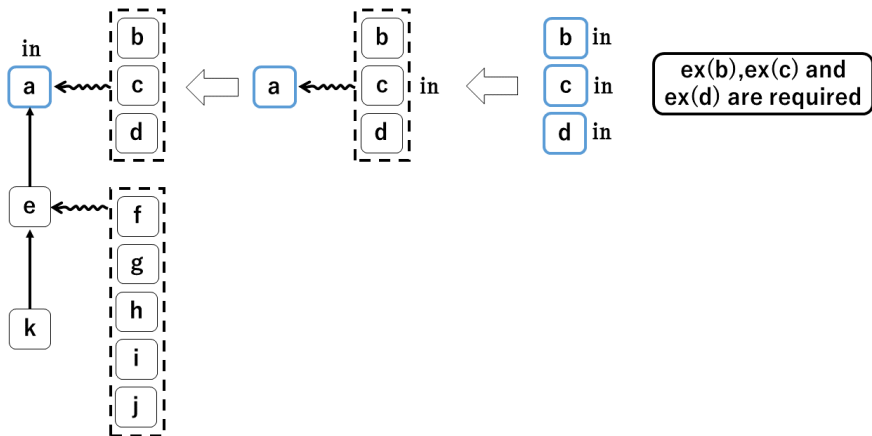 in
a
b
c
d
a
b
c
d
in
b in
c in
d in
ex(b),ex(c) and
ex(d) are required
e
f
g
h
i
j
k